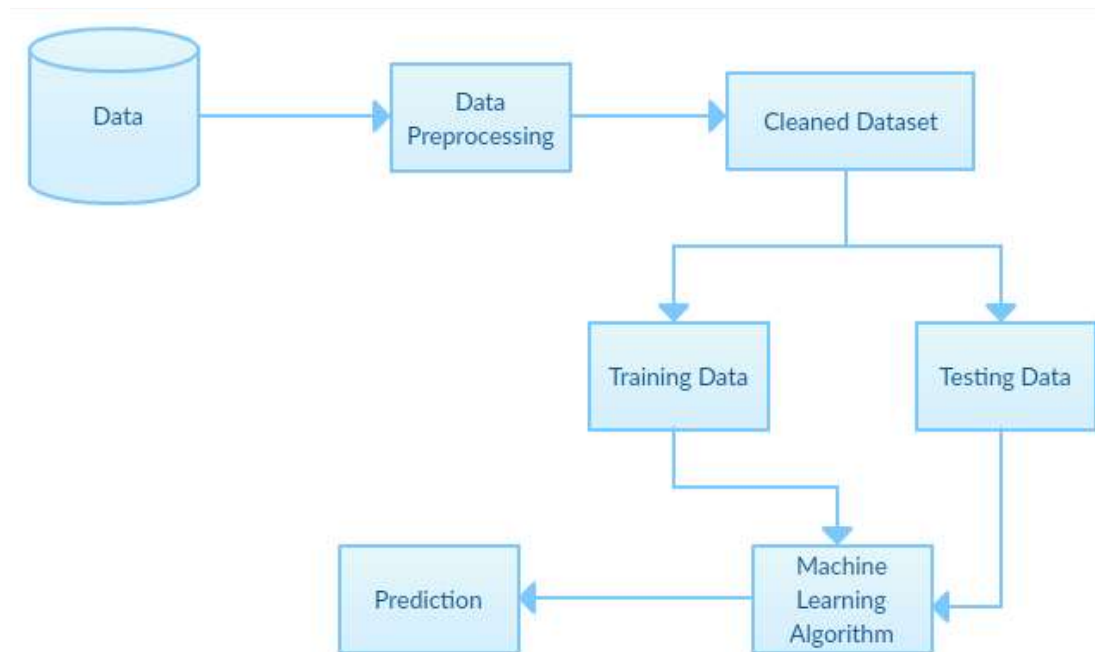 Data
Data
Preprocessing
Cleaned Dataset
Training Data
Testing Data
Prediction
Machine
Learning
Algorithm